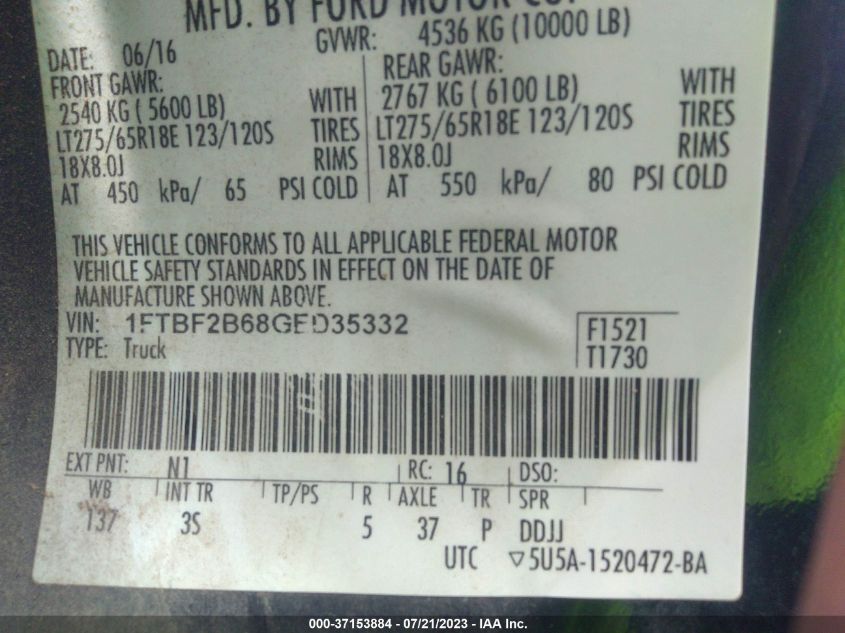 MFD. BY FORD MOTOR CO.
DATE: 06/16 GVWR: 4536 KG (10000 LB)
FRONT GAWR: REAR GAWR:
2540 KG ( 5600 LB) WITH 2767 KG ( 6100 LB) WITH
LT275/65R18E 123/120S TIRES LT275/65R18E 123/120S TIRES
18X8.0J RIMS 18X8.0J RIMS
AT 450 kPa/ 65 PSI COLD AT 550 kPa/ 80 PSI COLD
THIS VEHICLE CONFORMS TO ALL APPLICABLE FEDERAL MOTOR
VEHICLE SAFETY STANDARDS IN EFFECT ON THE DATE OF
MANUFACTURE SHOWN ABOVE.
VIN: 1FTBF2B68GED35332 F1521
TYPE: Truck T1730
EXT PNT: N1 RC: 16 DSO:
WB INT TR TP/PS R AXLE TR SPR
137 3S 5 37 P DDJJ
UTC ▽5U5A-1520472-BA
000-37153884 - 07/21/2023 - IAA Inc.